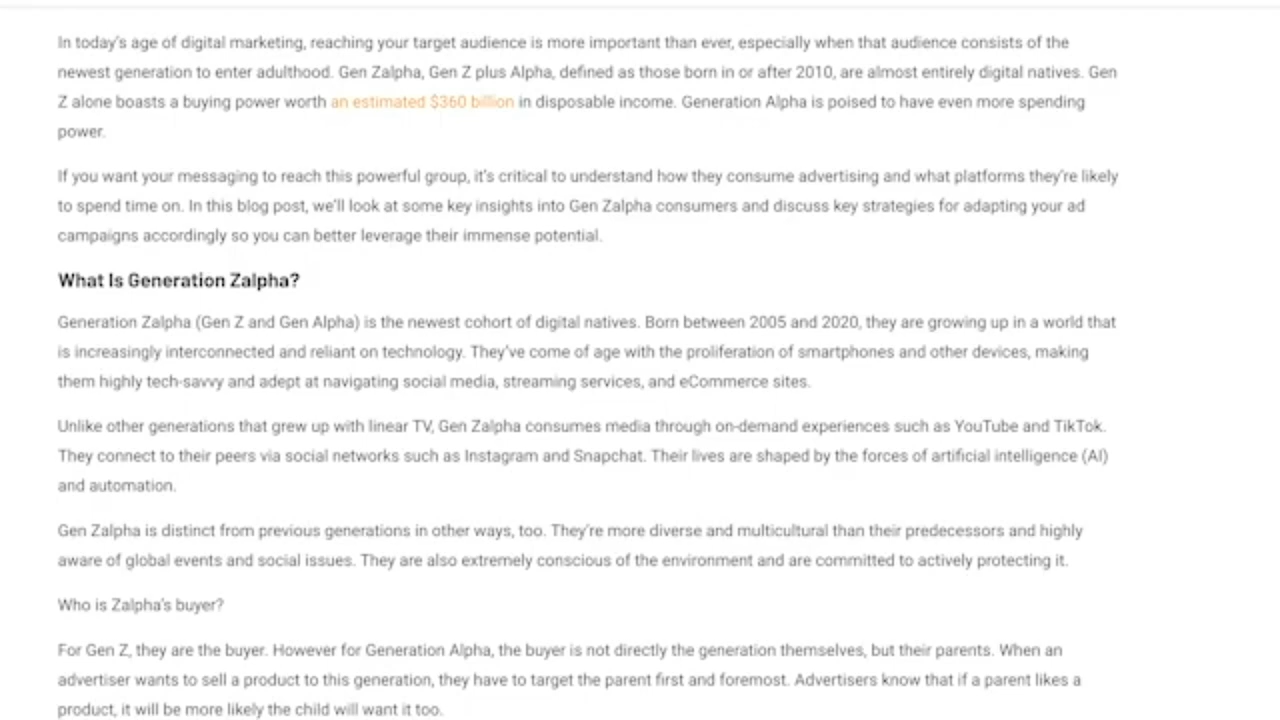 In today's age of digital marketing, reaching your target audience is more important than ever, especially when that audience consists of the
newest generation to enter adulthood. Gen Zalpha, Gen Z plus Alpha, defined as those born in or after 2010, are almost entirely digital natives. Gen
Z alone boasts a buying power worth an estimated $360 billion in disposable income. Generation Alpha is poised to have even more spending
power.
If you want your messaging to reach this powerful group, it's critical to understand how they consume advertising and what platforms they're likely
to spend time on. In this blog post, we'll look at some key insights into Gen Zalpha consumers and discuss key strategies for adapting your ad
campaigns accordingly so you can better leverage their immense potential.
What Is Generation Zalpha?
Generation Zalpha (Gen Z and Gen Alpha) is the newest cohort of digital natives. Born between 2005 and 2020, they are growing up in a world that
is increasingly interconnected and reliant on technology. They've come of age with the proliferation of smartphones and other devices, making
them highly tech-savvy and adept at navigating social media, streaming services, and eCommerce sites.
Unlike other generations that grew up with linear TV, Gen Zalpha consumes media through on-demand experiences such as YouTube and TikTok.
They connect to their peers via social networks such as Instagram and Snapchat. Their lives are shaped by the forces of artificial intelligence (AI)
and automation.
Gen Zalpha is distinct from previous generations in other ways, too. They're more diverse and multicultural than their predecessors and highly
aware of global events and social issues. They are also extremely conscious of the environment and are committed to actively protecting it.
Who is Zalpha's buyer?
For Gen Z, they are the buyer. However for Generation Alpha, the buyer is not directly the generation themselves, but their parents. When an
advertiser wants to sell a product to this generation, they have to target the parent first and foremost. Advertisers know that if a parent likes a
product, it will be more likely the child will want it too.